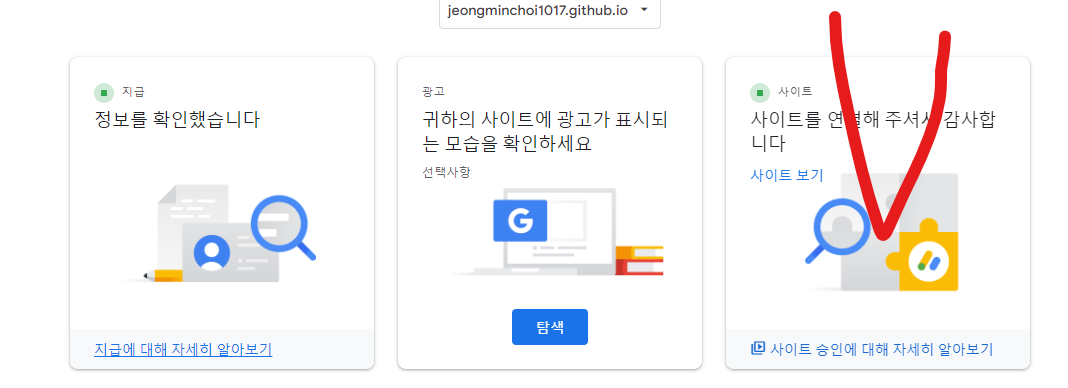 jeongminchoi1017.github.io
지급
정보를 확인했습니다
지급에 대해 자세히 알아보기
광고
귀하의 사이트에 광고가 표시되
는 모습을 확인하세요
선택사항
탐색
사이트
사이트를 연결해 주셔서 감사합
니다
사이트 보기
사이트 승인에 대해 자세히 알아보기